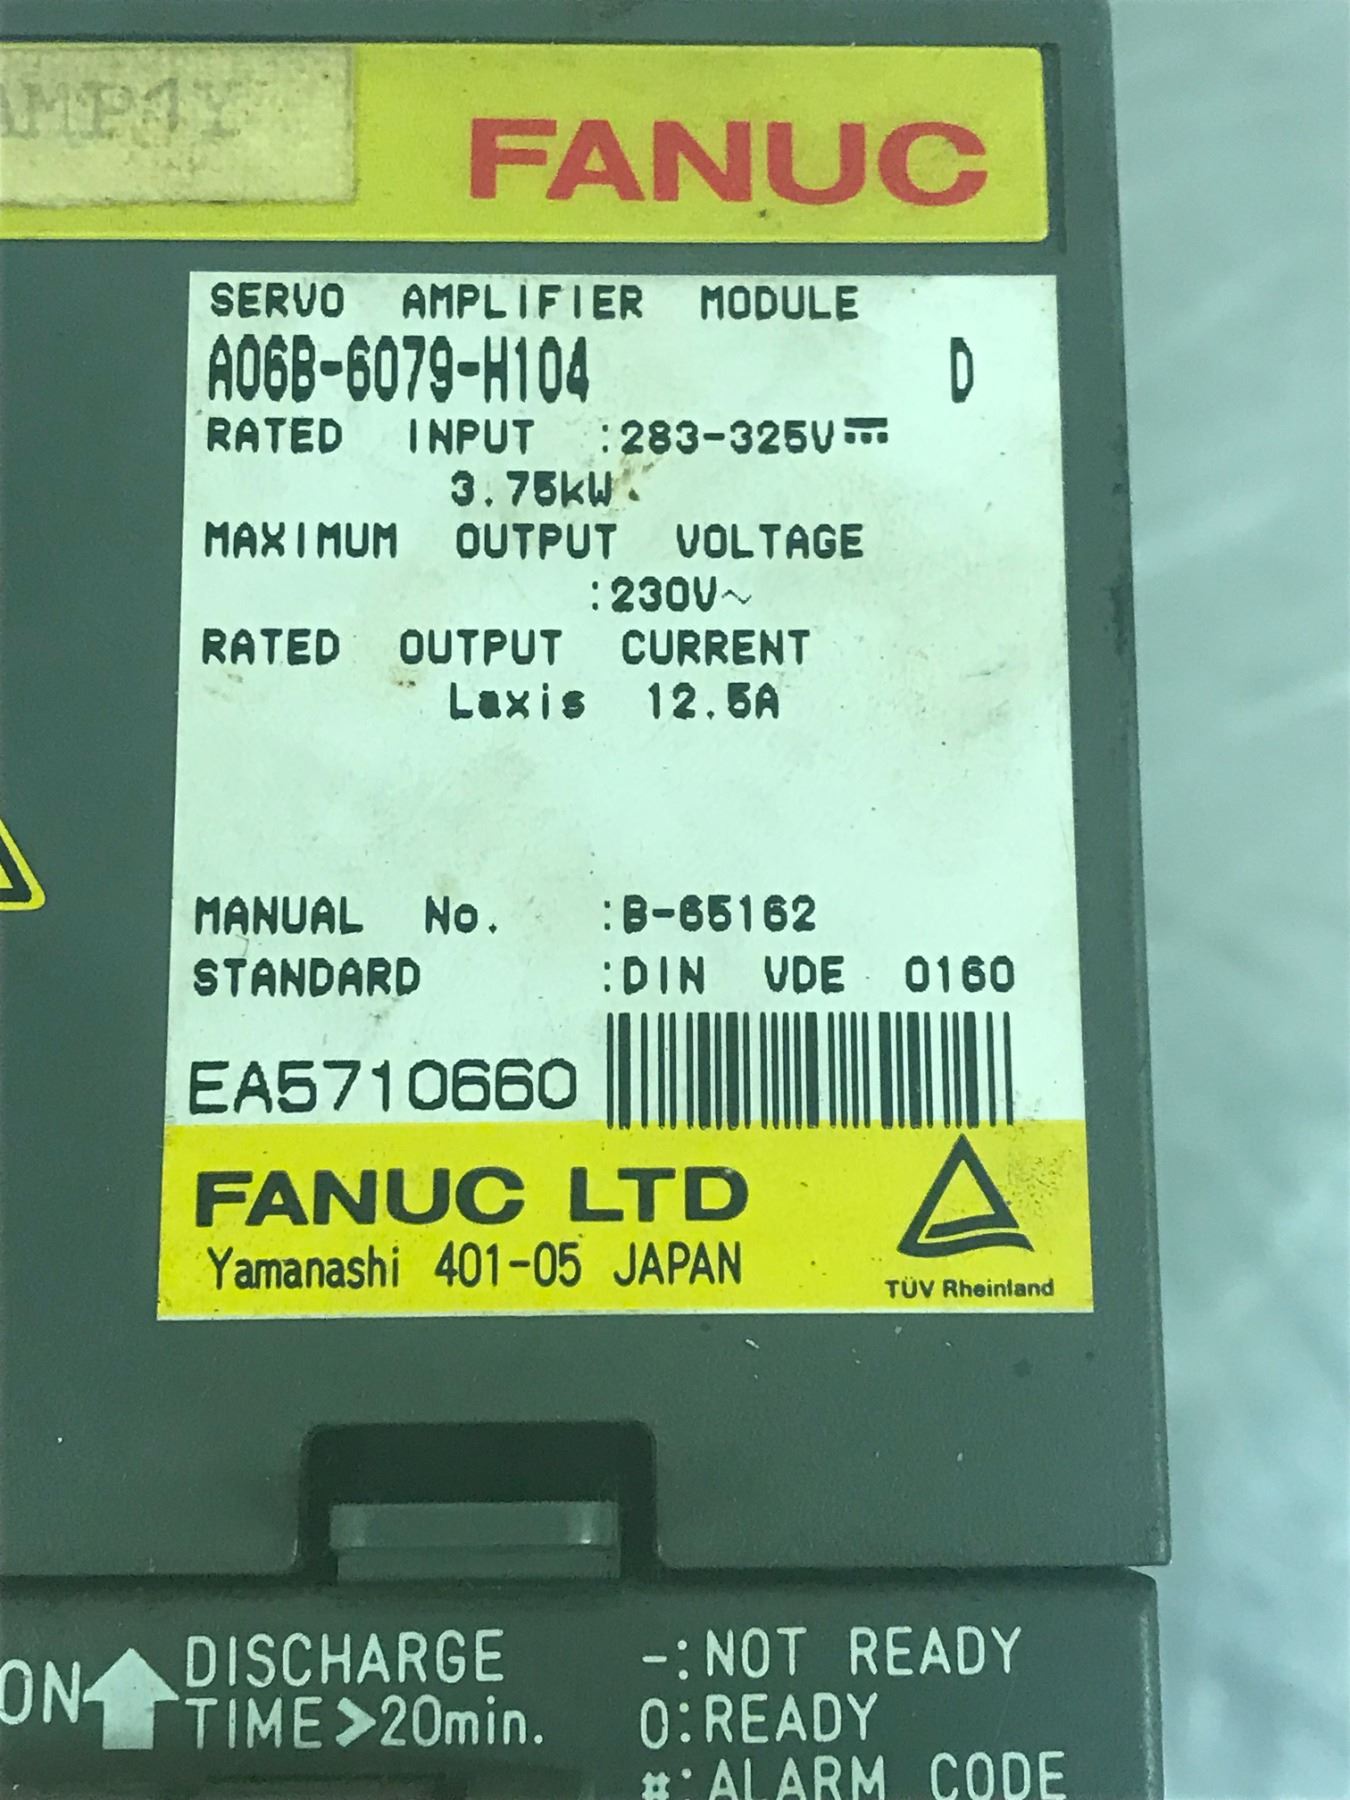 AMP4Y
FANUC
SERVO AMPLIFIER MODULE
A06B-6079-H104 D
RATED INPUT :283-325V⎓
3.75kW
MAXIMUM OUTPUT VOLTAGE
:230V~
RATED OUTPUT CURRENT
Laxis 12.5A
MANUAL No. :B-65162
STANDARD :DIN VDE 0160
EA5710660
FANUC LTD
Yamanashi 401-05 JAPAN
TÜV Rheinland
ON DISCHARGE
TIME>20min.
-:NOT READY
0:READY
#:ALARM CODE